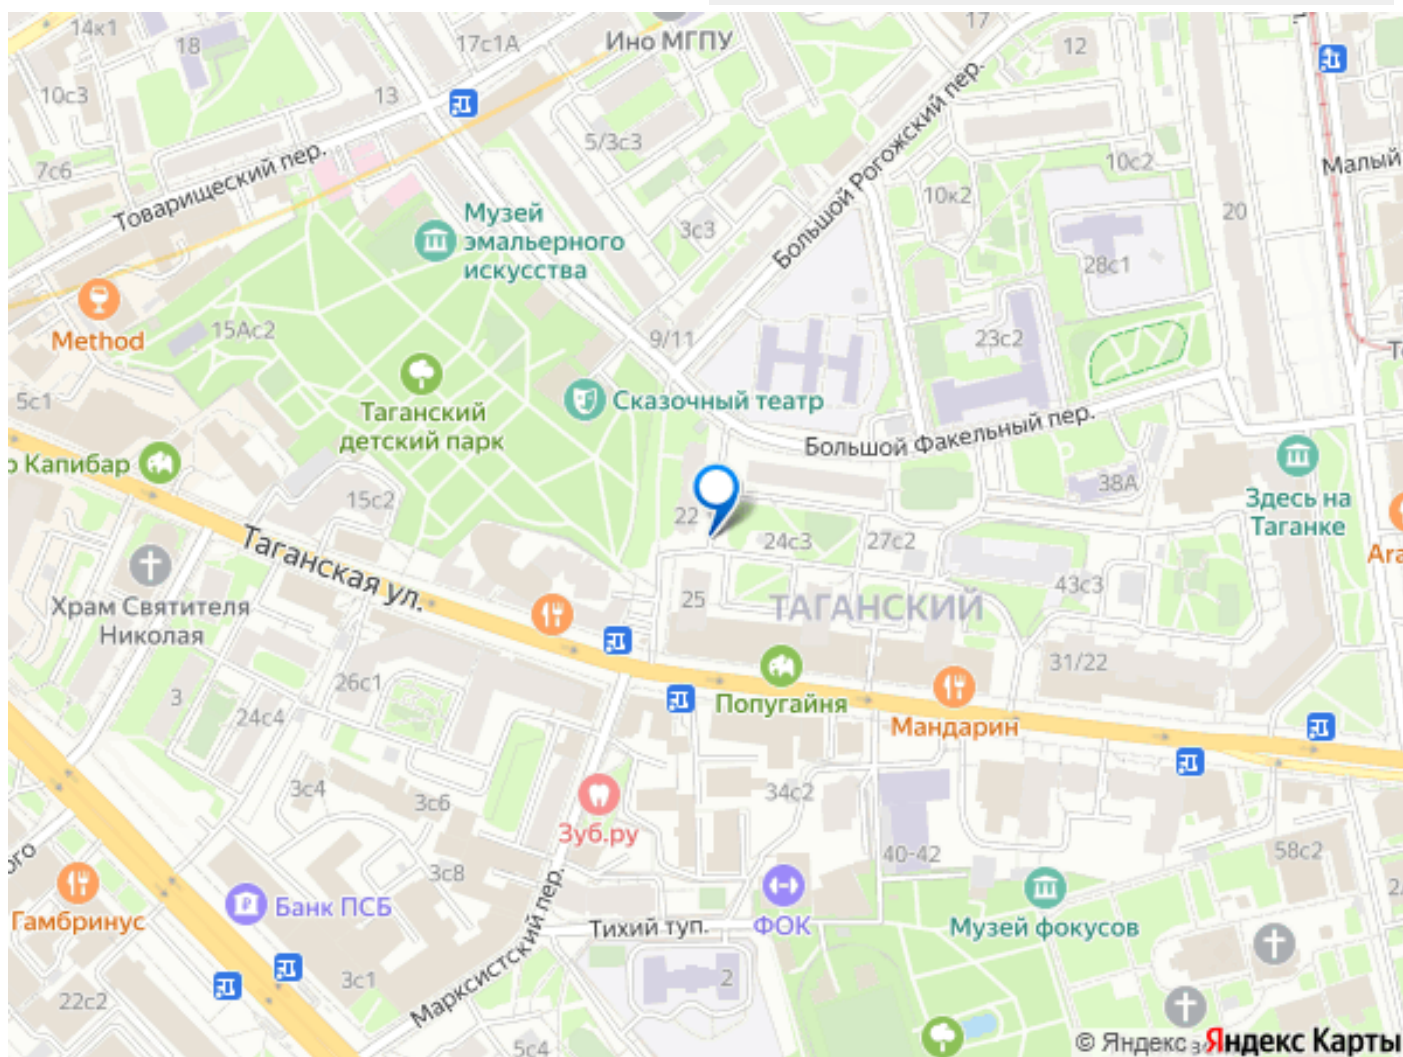 14к1
18
17с1А
Ино МГПУ
17
12
10с3
13
5/3с3
7с6
Товарищеский пер.
Большой Рогожский пер.
10с2
Малый
10к2
20
Музей
эмальерного
искусства
3с3
28с1
Method
15Ас2
9/11
23с2
5с1
Таганский
детский парк
Сказочный театр
Большой Факельный пер.
о Капибар
15с2
22
38А
Здесь на
Таганке
24с3
27с2
Таганская ул.
Храм Святителя
Николая
25
ТАГАНСКИЙ
43с3
31/22
3
26с1
24с4
Попугайня
Мандарин
3с4
3с6
34с2
Зуб.ру
40-42
58с2
ого
3с8
Гамбринус
Банк ПСБ
Марксистский пер.
Тихий туп.
ФОК
Музей фокусов
3с1
2
22с2
5с4
© Яндекс Яндекс Карты